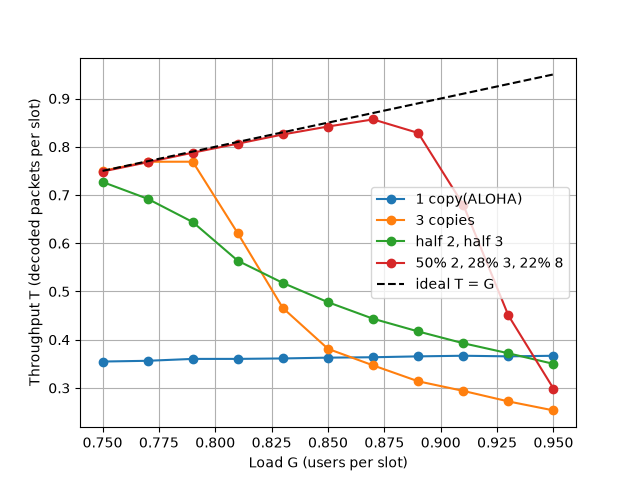 0.9
0.8
0.7
0.6
0.5
0.4
0.3
Throughput T (decoded packets per slot)
1 copy(ALOHA)
3 copies
half 2, half 3
50% 2, 28% 3, 22% 8
ideal T = G
0.750 0.775 0.800 0.825 0.850 0.875 0.900 0.925 0.950
Load G (users per slot)